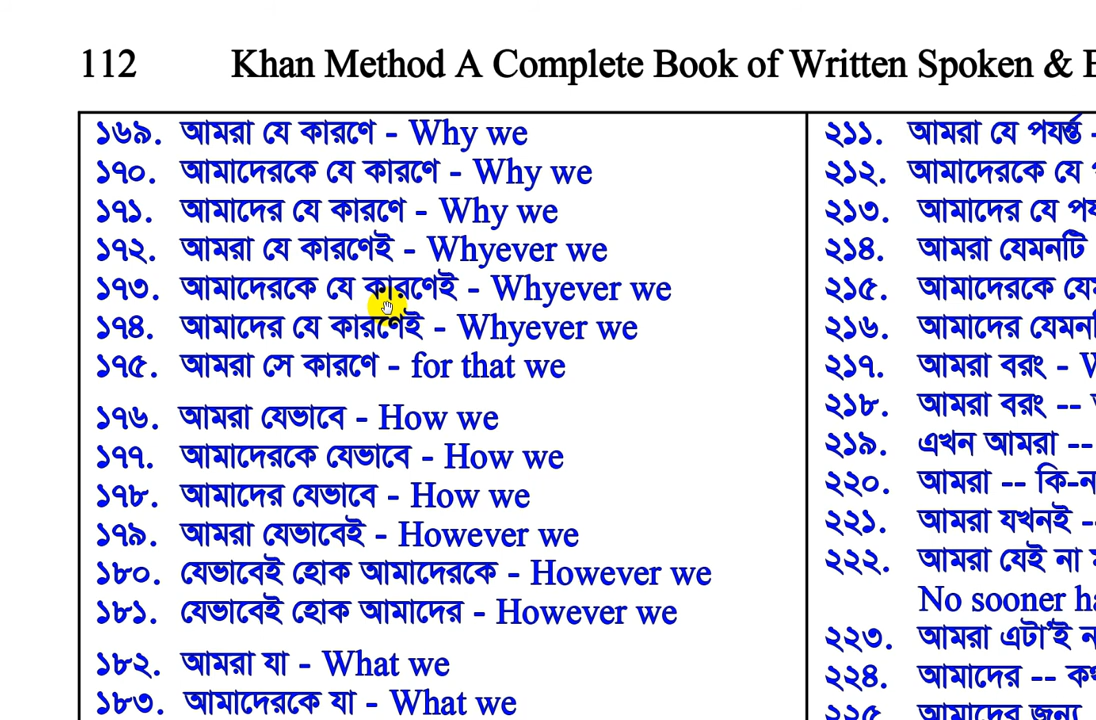 112 Khan Method A Complete Book of Written Spoken &
১৬৯. আমরা যে কারণে - Why we
১৭০. আমাদেরকে যে কারণে - Why we
১৭১. আমাদের যে কারণে - Why we
১৭২. আমরা যে কারণেই - Whyever we
১৭৩. আমাদেরকে যে কারণেই - Whyever we
১৭৪. আমাদের যে কারণেই - Whyever we
১৭৫. আমরা সে কারণে - for that we
১৭৬. আমরা যেভাবে - How we
১৭৭. আমাদেরকে যেভাবে - How we
১৭৮. আমাদের যেভাবে - How we
১৭৯. আমরা যেভাবেই - However we
১৮০. যেভাবেই হোক আমাদেরকে - However we
১৮১. যেভাবেই হোক আমাদের - However we
১৮২. আমরা যা - What we
১৮৩. আমাদেরকে যা - What we
২১১. আমরা যে পযর্ন্ত -
২১২. আমাদেরকে যে
২১৩. আমাদের যে
২১৪. আমরা যেমনটি
২১৫. আমাদেরকে
২১৬. আমাদের
২১৭. আমরা বরং -
২১৮. আমরা বরং --
২১৯. এখন আমরা --
২২০. আমরা --
২২১. আমরা যখনই --
২২২. আমরা যেই না
No sooner
২২৩. আমরা এটা'ই
২২৪. আমাদের --
২২৫. আমাদের জন্য